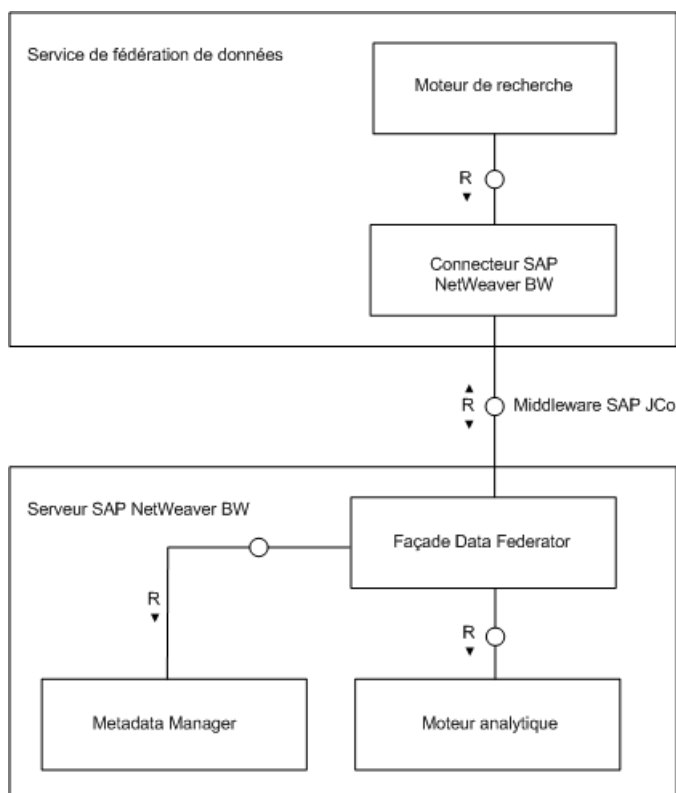 Service de fédération de données
Moteur de recherche
R
Connecteur SAP
NetWeaver BW
R
Middleware SAP JCo
Serveur SAP NetWeaver BW
Façade Data Federator
R
R
Metadata Manager
Moteur analytique